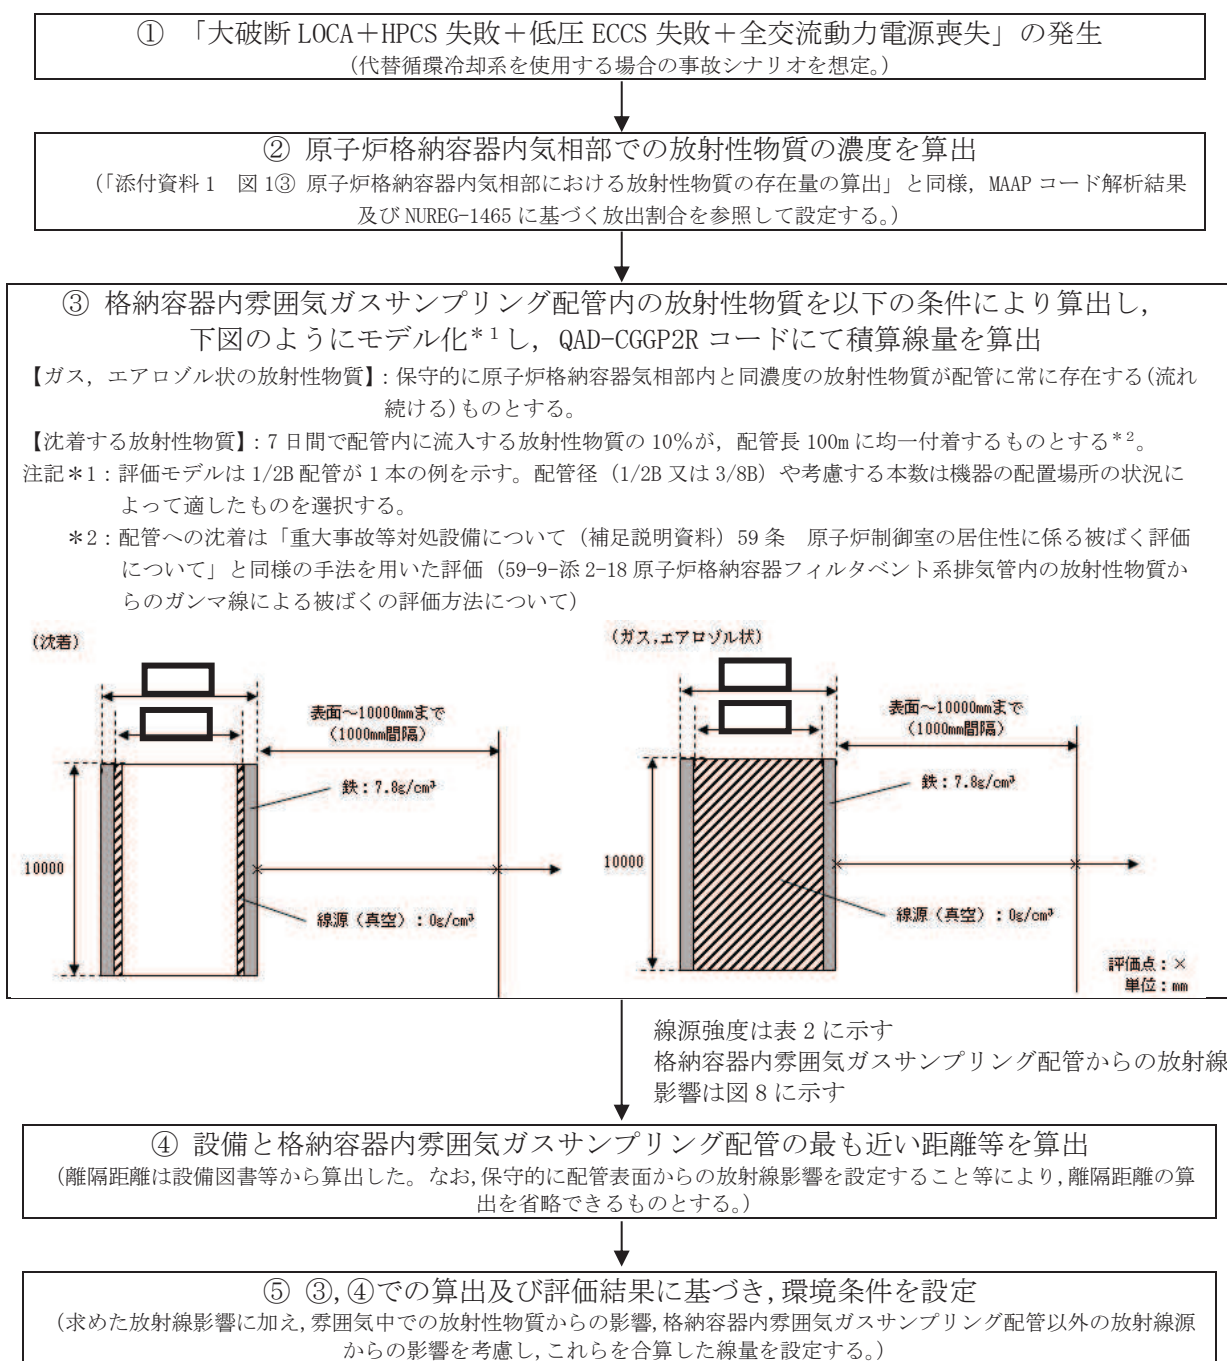 ① 「大破断 LOCA＋HPCS 失敗＋低圧 ECCS 失敗＋全交流動力電源喪失」の発生
(代替循環冷却系を使用する場合の事故シナリオを想定。)
② 原子炉格納容器内気相部での放射性物質の濃度を算出
(「添付資料 1　図 1③ 原子炉格納容器内気相部における放射性物質の存在量の算出」と同様，MAAP コード解析結果
及び NUREG-1465 に基づく放出割合を参照して設定する。)
③ 格納容器内雰囲気ガスサンプリング配管内の放射性物質を以下の条件により算出し，
下図のようにモデル化＊1 し，QAD-CGGP2R コードにて積算線量を算出
【ガス，エアロゾル状の放射性物質】：保守的に原子炉格納容器気相部内と同濃度の放射性物質が配管に常に存在する(流れ
続ける)ものとする。
【沈着する放射性物質】：7 日間で配管内に流入する放射性物質の 10％が，配管長 100m に均一付着するものとする＊2。
注記＊1：評価モデルは 1/2B 配管が 1 本の例を示す。配管径（1/2B 又は 3/8B）や考慮する本数は機器の配置場所の状況に
よって適したものを選択する。
＊2：配管への沈着は「重大事故等対処設備について（補足説明資料）59 条　原子炉制御室の居住性に係る被ばく評価
について」と同様の手法を用いた評価（59-9-添 2-18 原子炉格納容器フィルタベント系排気管内の放射性物質か
らのガンマ線による被ばくの評価方法について）
(沈着)
表面～10000mmまで
(1000mm間隔)
鉄：7.8g/cm³
10000
線源（真空）：0g/cm³
(ガス,エアロゾル状)
表面～10000mmまで
(1000mm間隔)
鉄：7.8g/cm³
10000
線源（真空）：0g/cm³
評価点：×
単位：mm
線源強度は表 2 に示す
格納容器内雰囲気ガスサンプリング配管からの放射線
影響は図 8 に示す
④ 設備と格納容器内雰囲気ガスサンプリング配管の最も近い距離等を算出
(離隔距離は設備図書等から算出した。なお,保守的に配管表面からの放射線影響を設定すること等により,離隔距離の算
出を省略できるものとする。)
⑤ ③,④での算出及び評価結果に基づき,環境条件を設定
(求めた放射線影響に加え,雰囲気中での放射性物質からの影響,格納容器内雰囲気ガスサンプリング配管以外の放射線源
からの影響を考慮し,これらを合算した線量を設定する。)